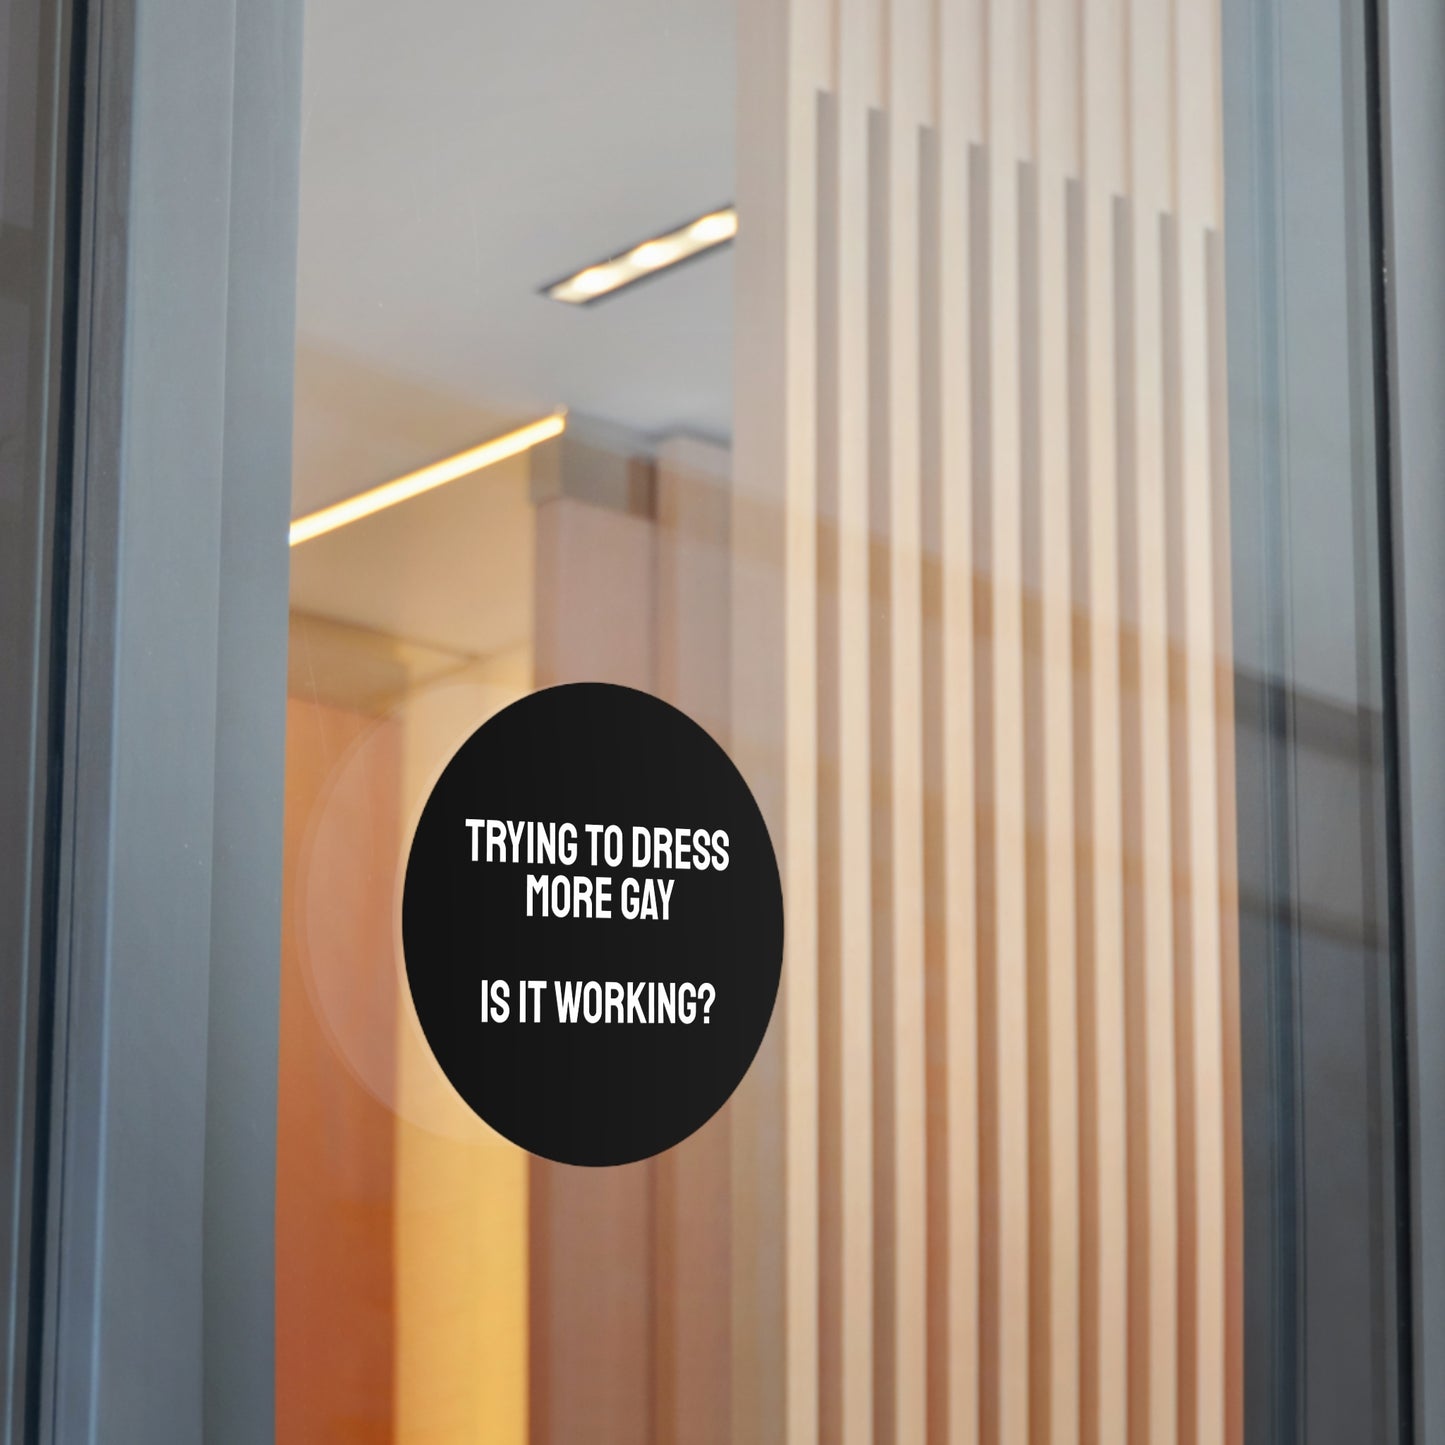 TRYING TO DRESS
MORE GAY
IS IT WORKING?